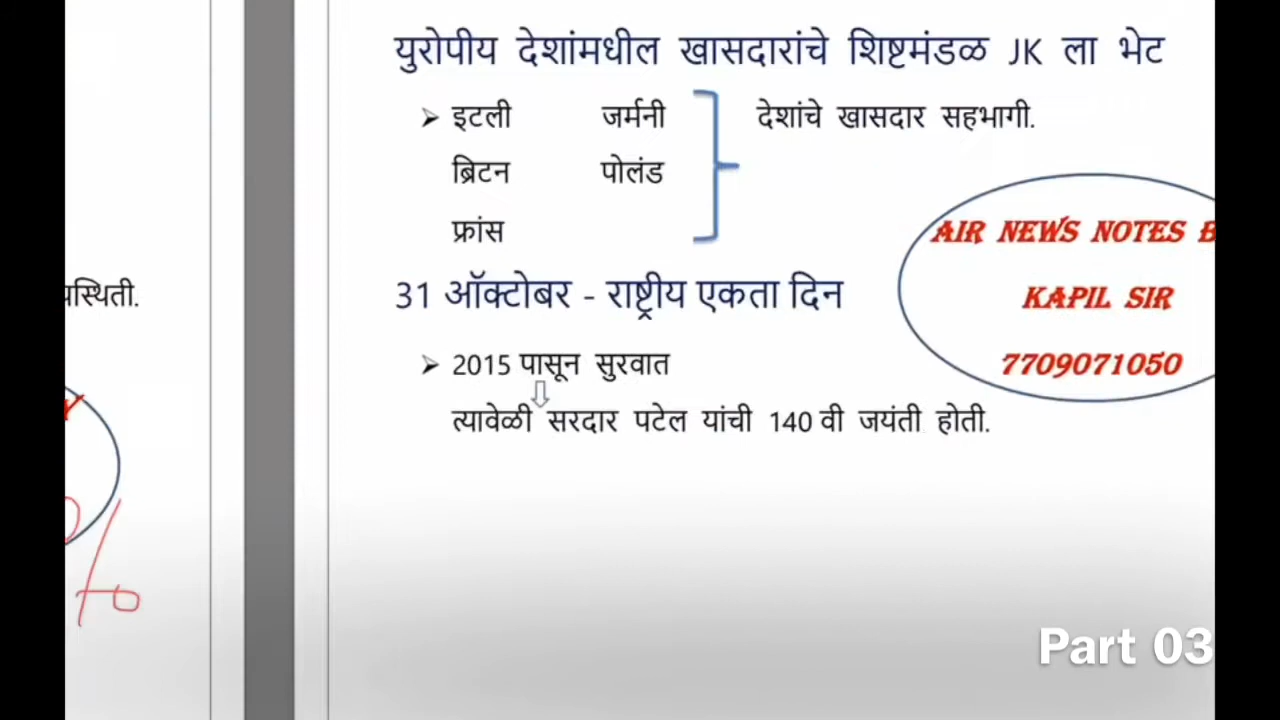 युरोपीय देशांमधील खासदारांचे शिष्टमंडळ JK ला भेट
➢ इटली जर्मनी देशांचे खासदार सहभागी.
ब्रिटन पोलंड
फ्रांस
AIR NEWS NOTES B
KAPIL SIR
7709071050
31 ऑक्टोबर - राष्ट्रीय एकता दिन
➢ 2015 पासून सुरवात
त्यावेळी सरदार पटेल यांची 140 वी जयंती होती.
Part 03